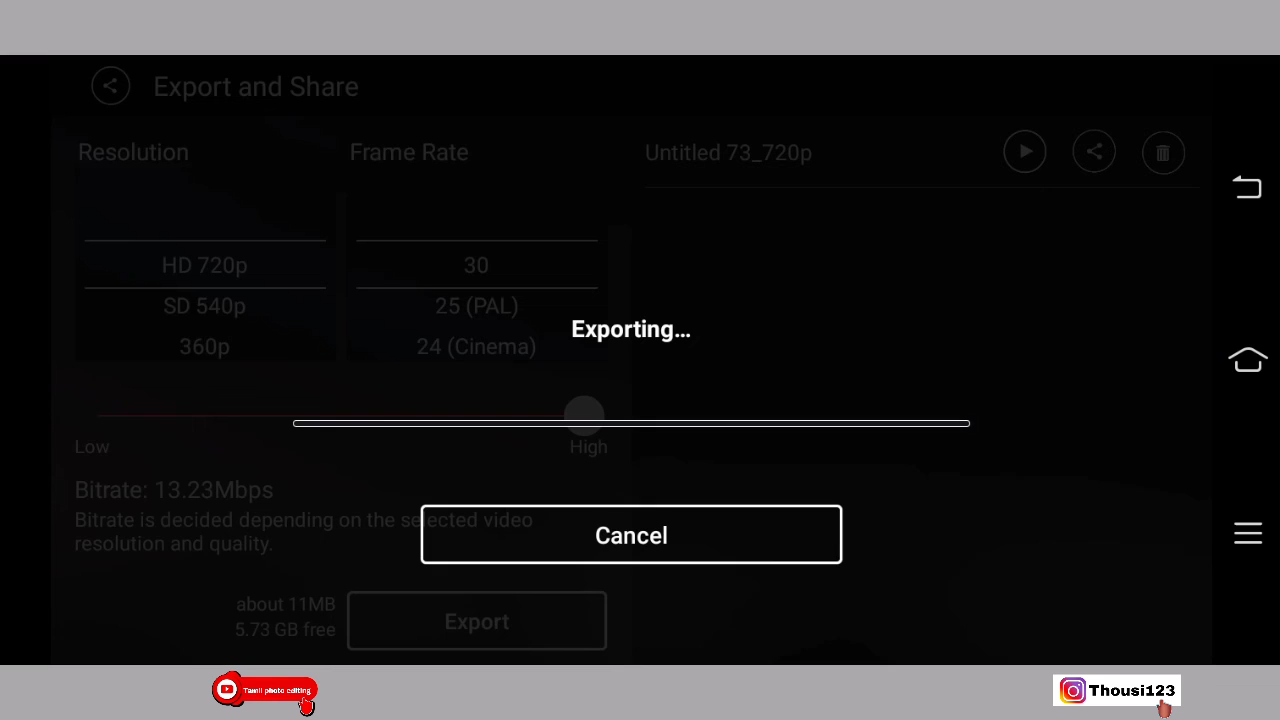 Export and Share
Resolution
Frame Rate
Untitled 73_720p
HD 720p
30
SD 540p
25 (PAL)
360p
24 (Cinema)
Exporting...
Low
High
Bitrate: 13.23Mbps
Bitrate is decided depending on the selected video
resolution and quality.
Cancel
about 11MB
5.73 GB free
Export
Tamil photo editing
Thousi123